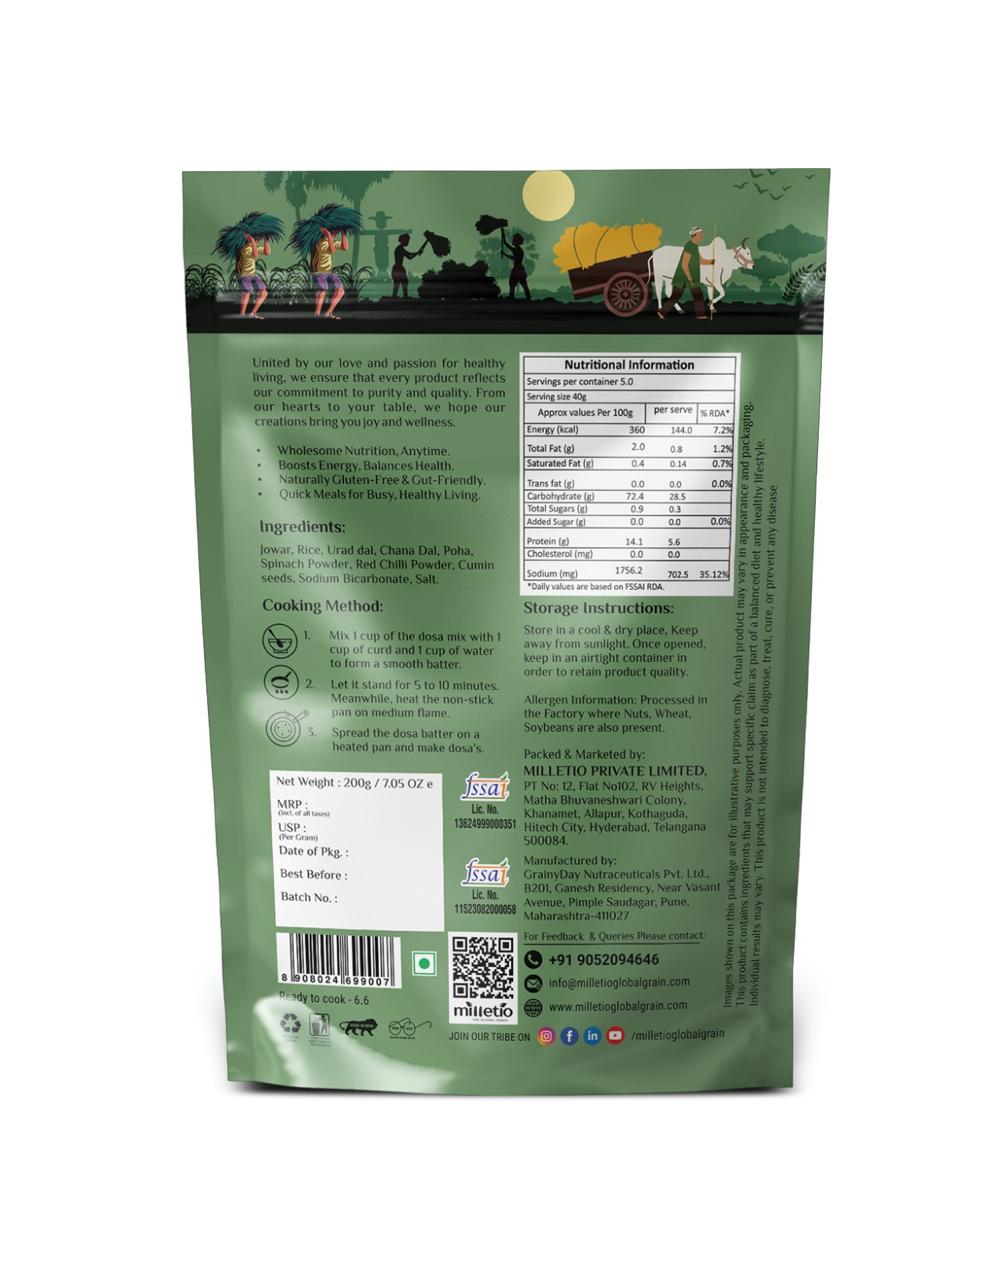 United by our love and passion for healthy
living, we ensure that every product reflects
our commitment to purity and quality. From
our hearts to your table, we hope our
creations bring you joy and wellness.
• Wholesome Nutrition, Anytime.
• Boosts Energy, Balances Health.
• Naturally Gluten-Free & Gut-Friendly.
• Quick Meals for Busy, Healthy Living.
Ingredients:
Jowar, Rice, Urad dal, Chana Dal, Poha,
Spinach Powder, Red Chilli Powder, Cumin
seeds, Sodium Bicarbonate, Salt.
Cooking Method:
1. Mix 1 cup of the dosa mix with 1
cup of curd and 1 cup of water
to form a smooth batter.
2. Let it stand for 5 to 10 minutes.
Meanwhile, heat the non-stick
pan on medium flame.
3. Spread the dosa batter on a
heated pan and make dosa's.
Net Weight : 200g / 7.05 OZ e
MRP :
(Incl. of all taxes)
USP :
(Per Gram)
Date of Pkg. :
Best Before :
Batch No. :
fssai
Lic. No.
13624999000351
fssai
Lic. No.
11523082000058
8 908024 699007
Ready to cook - 6.6
milletio
Nutritional Information
Servings per container 5.0
Serving size 40g
Approx values Per 100g per serve % RDA*
Energy (kcal) 360 144.0 7.2%
Total Fat (g) 2.0 0.8 1.2%
Saturated Fat (g) 0.4 0.14 0.7%
Trans fat (g) 0.0 0.0 0.0%
Carbohydrate (g) 72.4 28.5
Total Sugars (g) 0.9 0.3
Added Sugar (g) 0.0 0.0 0.0%
Protein (g) 14.1 5.6
Cholesterol (mg) 0.0 0.0
Sodium (mg) 1756.2 702.5 35.12%
*Daily values are based on FSSAI RDA.
Storage Instructions:
Store in a cool & dry place, Keep
away from sunlight. Once opened,
keep in an airtight container in
order to retain product quality.
Allergen Information: Processed in
the Factory where Nuts, Wheat,
Soybeans are also present.
Packed & Marketed by:
MILLETIO PRIVATE LIMITED,
PT No: 12, Flat No102, RV Heights,
Matha Bhuvaneshwari Colony,
Khanamet, Allapur, Kothaguda,
Hitech City, Hyderabad, Telangana
500084.
Manufactured by:
GrainyDay Nutraceuticals Pvt. Ltd.,
B201, Ganesh Residency, Near Vasant
Avenue, Pimple Saudagar, Pune,
Maharashtra-411027
For Feedback & Queries Please contact:
+91 9052094646
info@milletioglobalgrain.com
www.milletioglobalgrain.com
JOIN OUR TRIBE ON /milletioglobalgrain
Images shown on this package are for illustrative purposes only. Actual product may vary in appearance and packaging.
This product contains ingredients that may support specific claim as part of a balanced diet and healthy lifestyle.
Individual results may vary. This product is not intended to diagnose, treat, cure, or prevent any disease